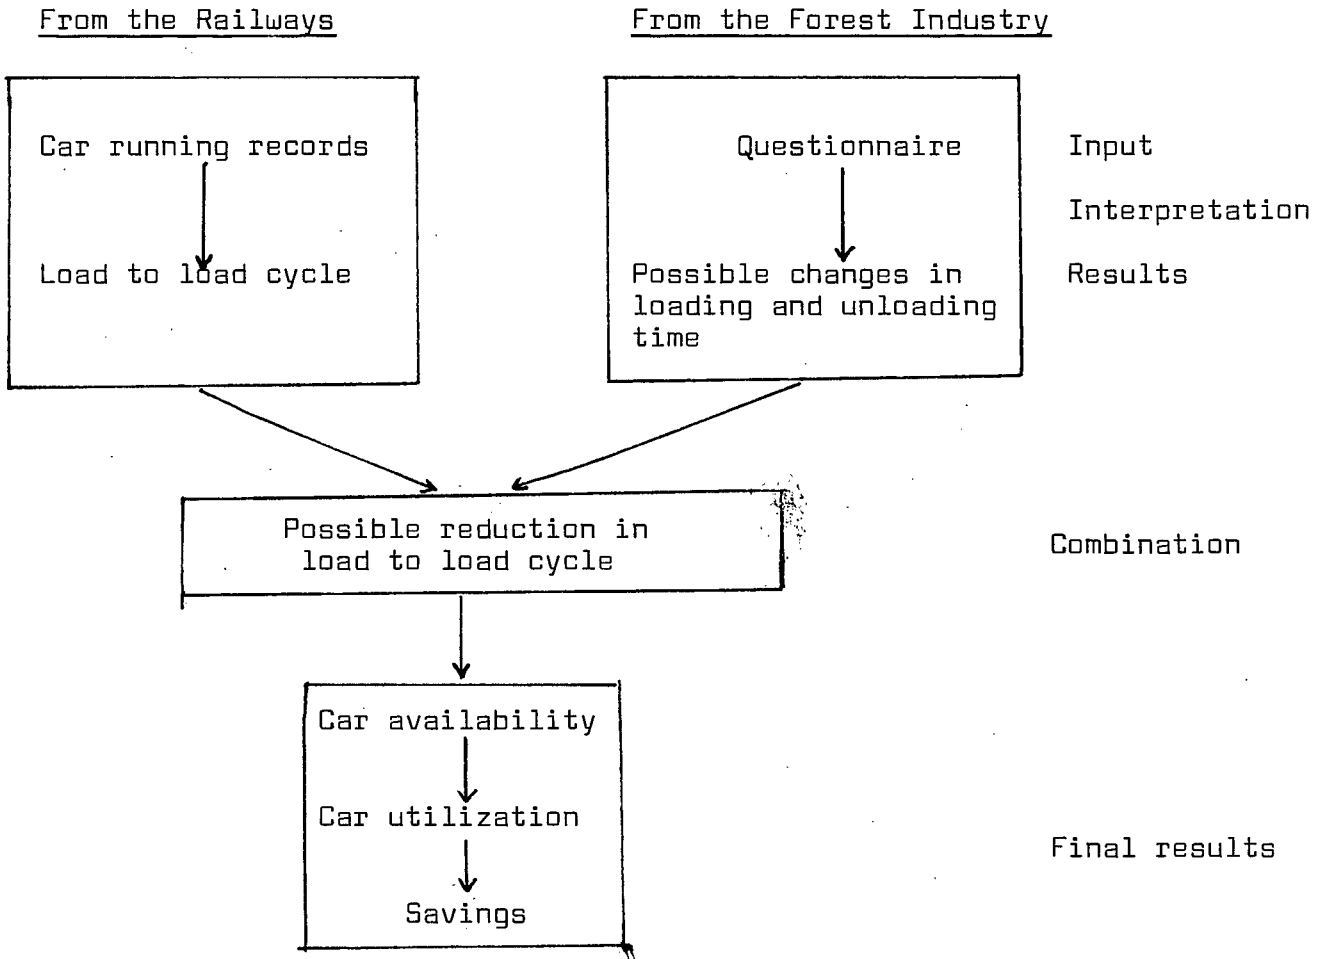 From the Railways
From the Forest Industry
Car running records
Questionnaire
Input
Interpretation
Load to load cycle
Possible changes in
loading and unloading
time
Results
Possible reduction in
load to load cycle
Combination
Car availability
Car utilization
Savings
Final results